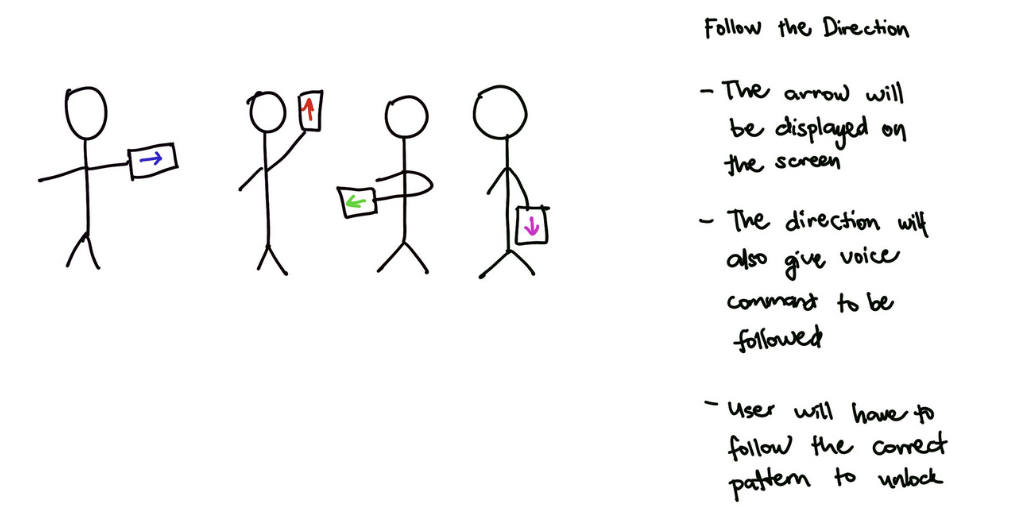 Follow the Direction
- The arrow will
be displayed on
the screen
- The direction will
also give voice
command to be
followed
- User will have to
follow the correct
pattern to unlock